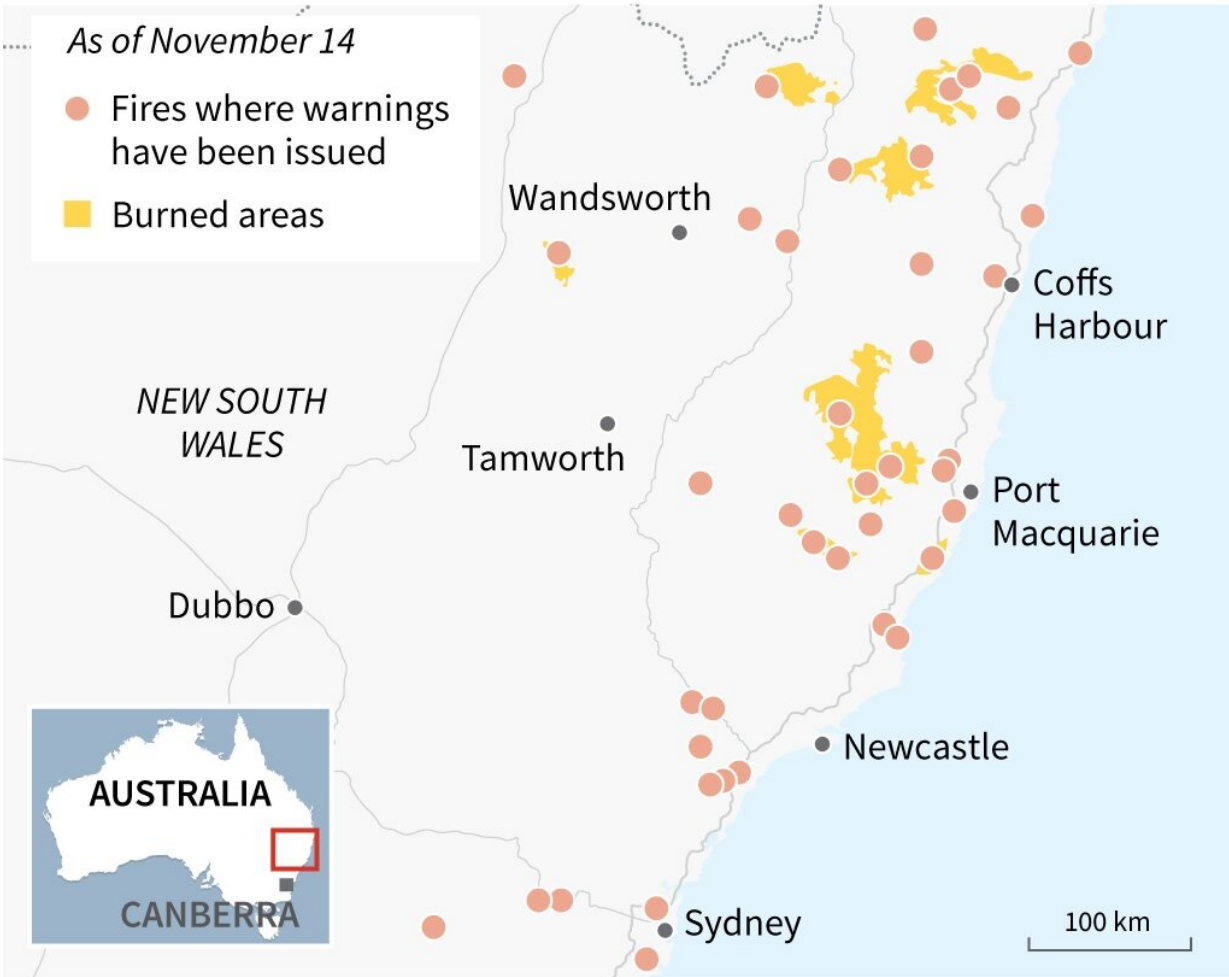 As of November 14
Fires where warnings
have been issued
Burned areas
Wandsworth
Coffs
Harbour
NEW SOUTH
WALES
Tamworth
Port
Macquarie
Dubbo
Newcastle
AUSTRALIA
CANBERRA
Sydney
100 km